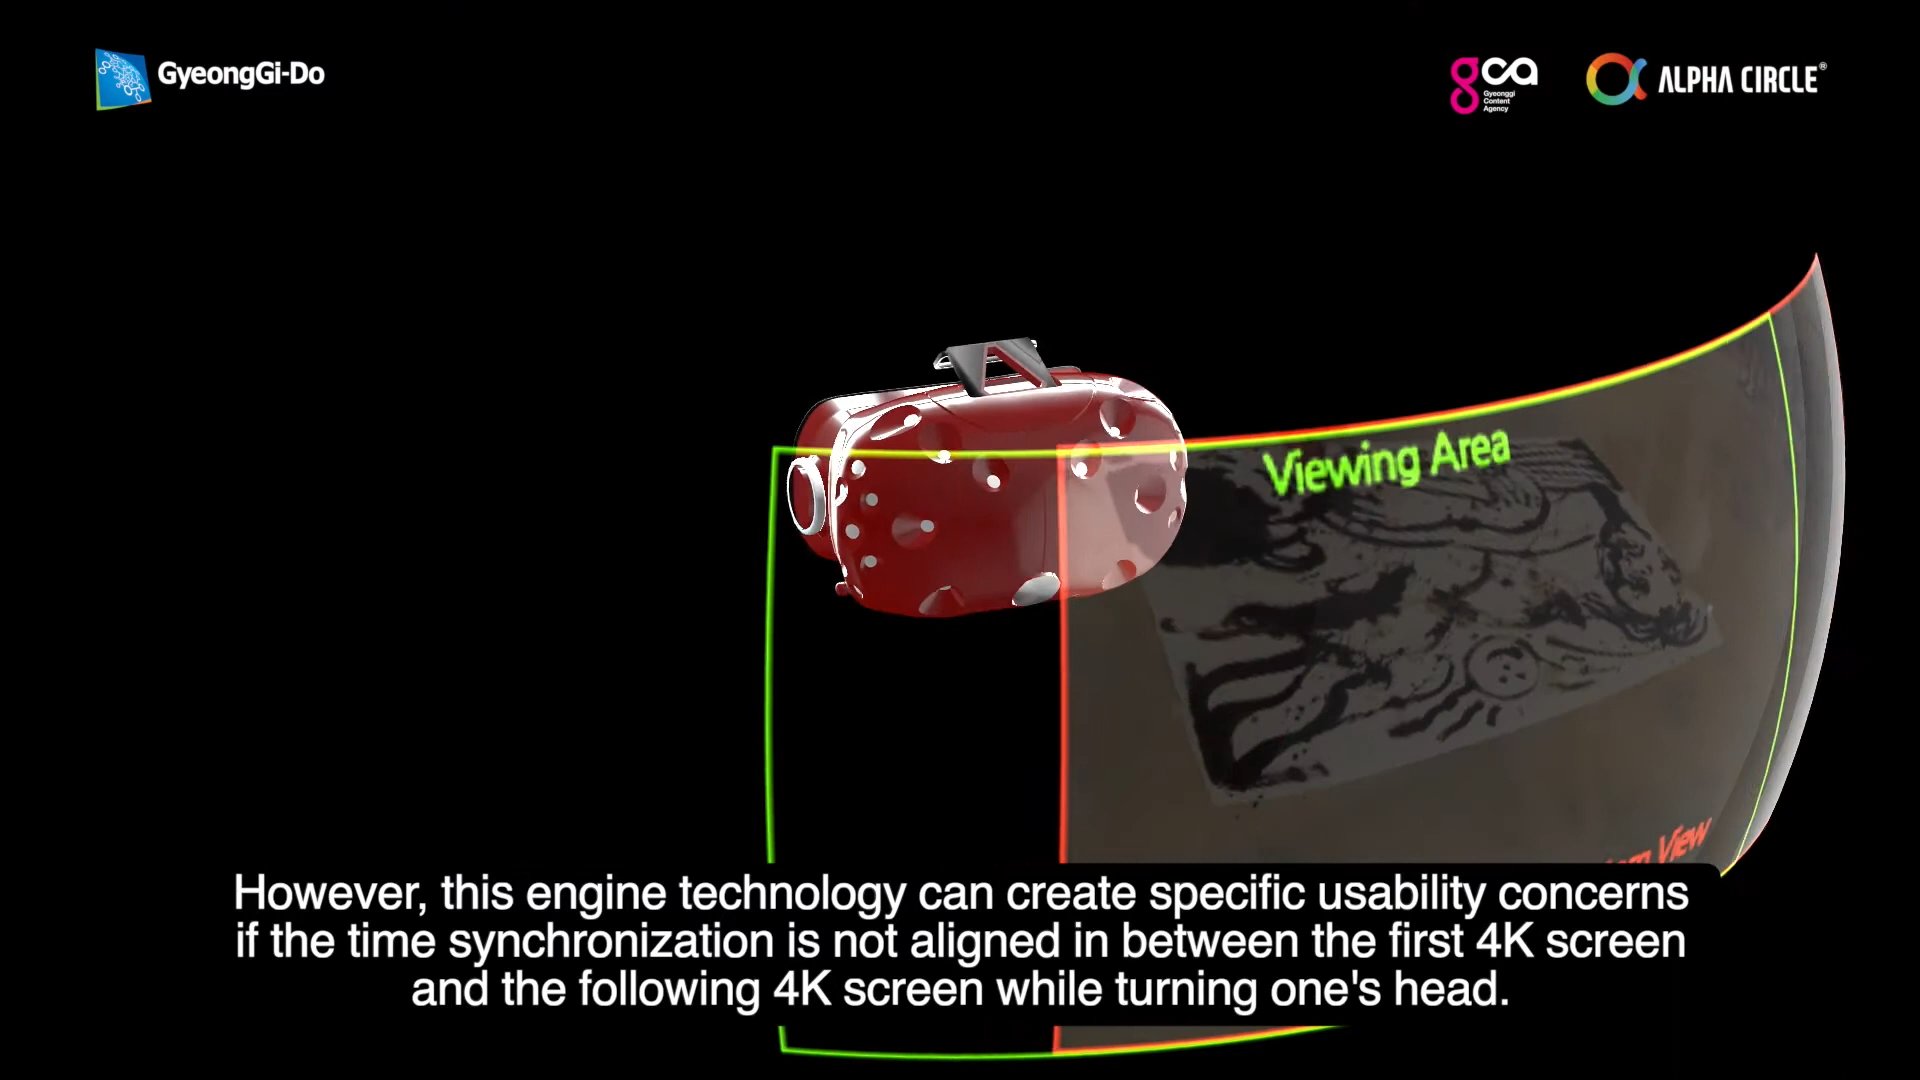 GyeongGi-Do
gca
Gyeonggi
Content
Agency
ALPHA CIRCLE®
Viewing Area
View
However, this engine technology can create specific usability concerns
if the time synchronization is not aligned in between the first 4K screen
and the following 4K screen while turning one's head.